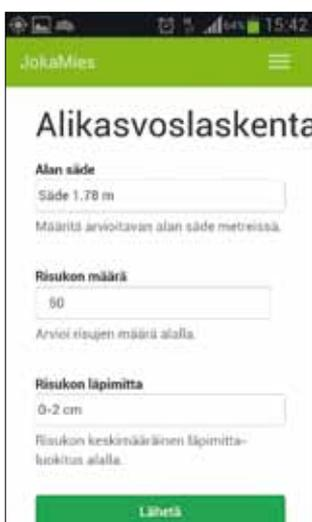 64% 15:42
JokaMies
Alikasvoslaskenta
Alan säde
Säde 1.78 m
Määritä arvioitavan alan säde metreissä.
Risukon määrä
50
Arvioi risujen määrä alalla.
Risukon läpimitta
0-2 cm
Risukon keskimääräinen läpimitta-
luokitus alalla.
Lähetä